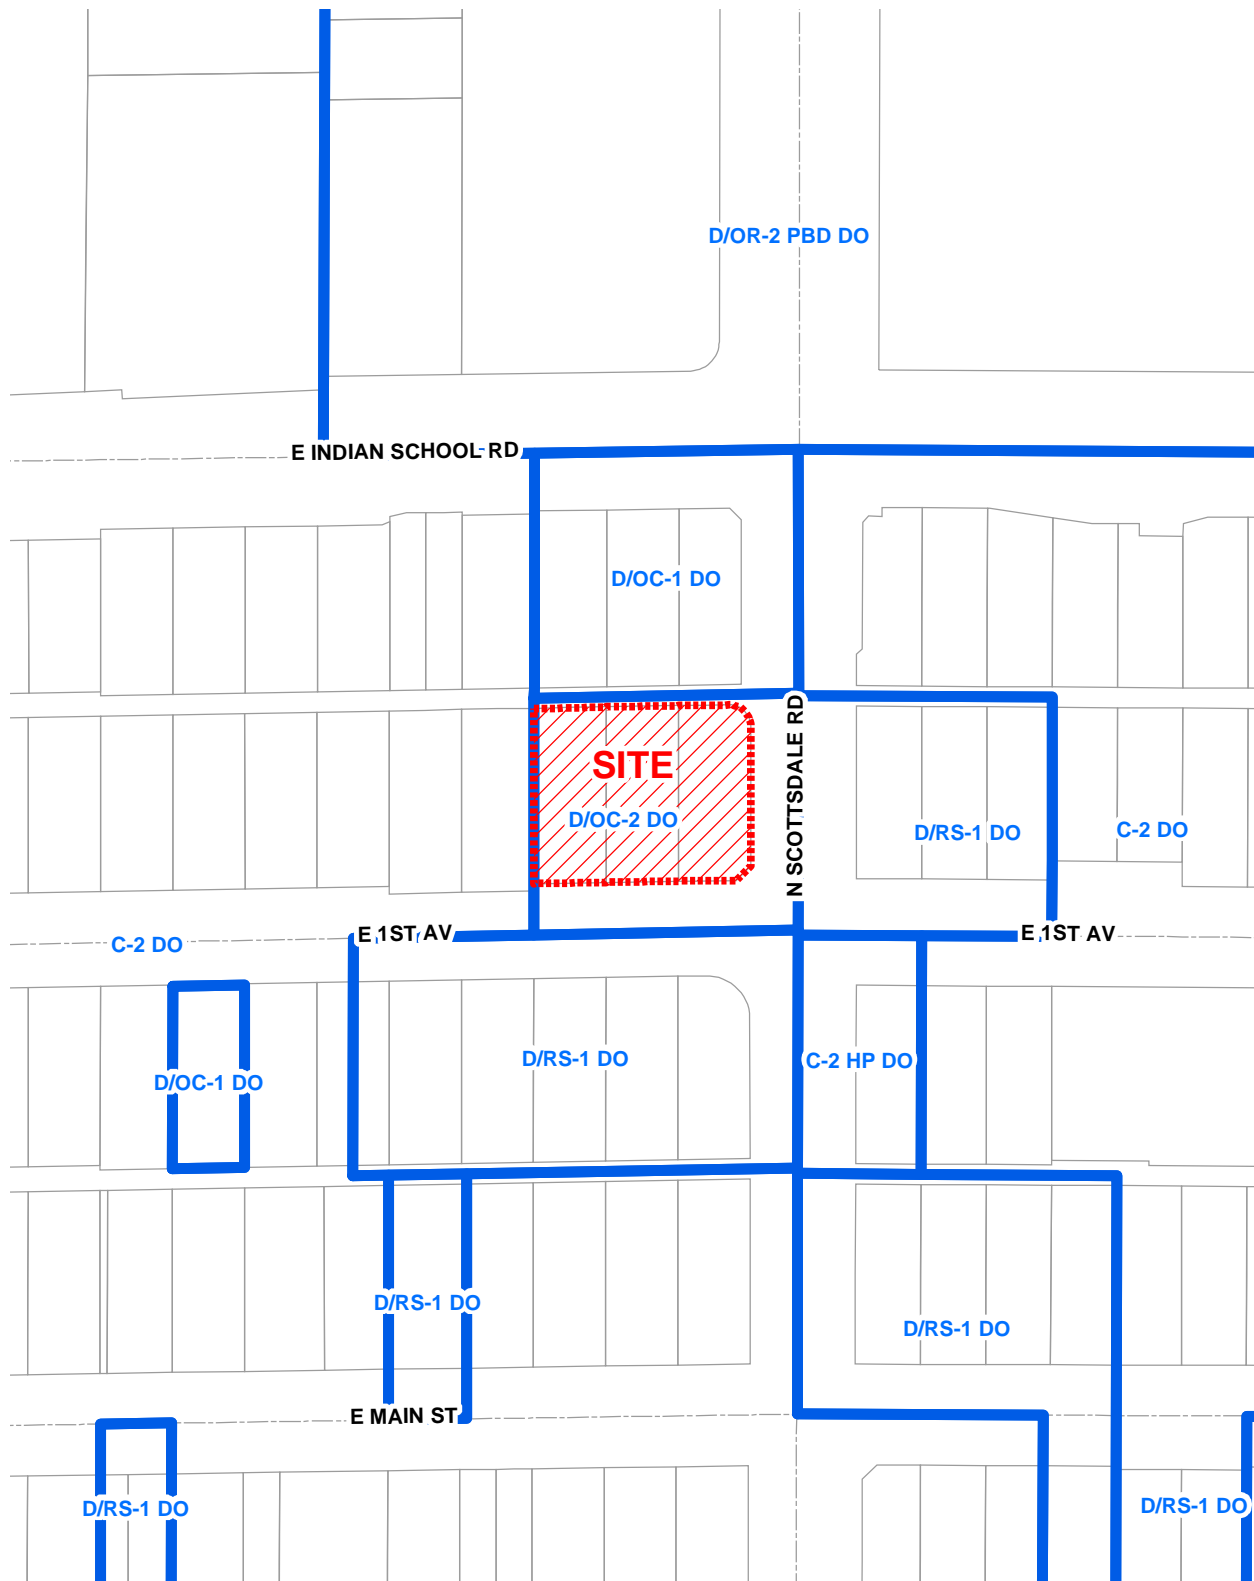 D/OR-2 PBD DO
E INDIAN SCHOOL RD
D/OC-1 DO
N SCOTTSDALE RD
SITE
D/OC-2 DO
D/RS-1 DO
C-2 DO
E 1ST AV
E 1ST AV
C-2 DO
D/RS-1 DO
C-2 HP DO
D/OC-1 DO
D/RS-1 DO
D/RS-1 DO
E MAIN ST
D/RS-1 DO
D/RS-1 DO